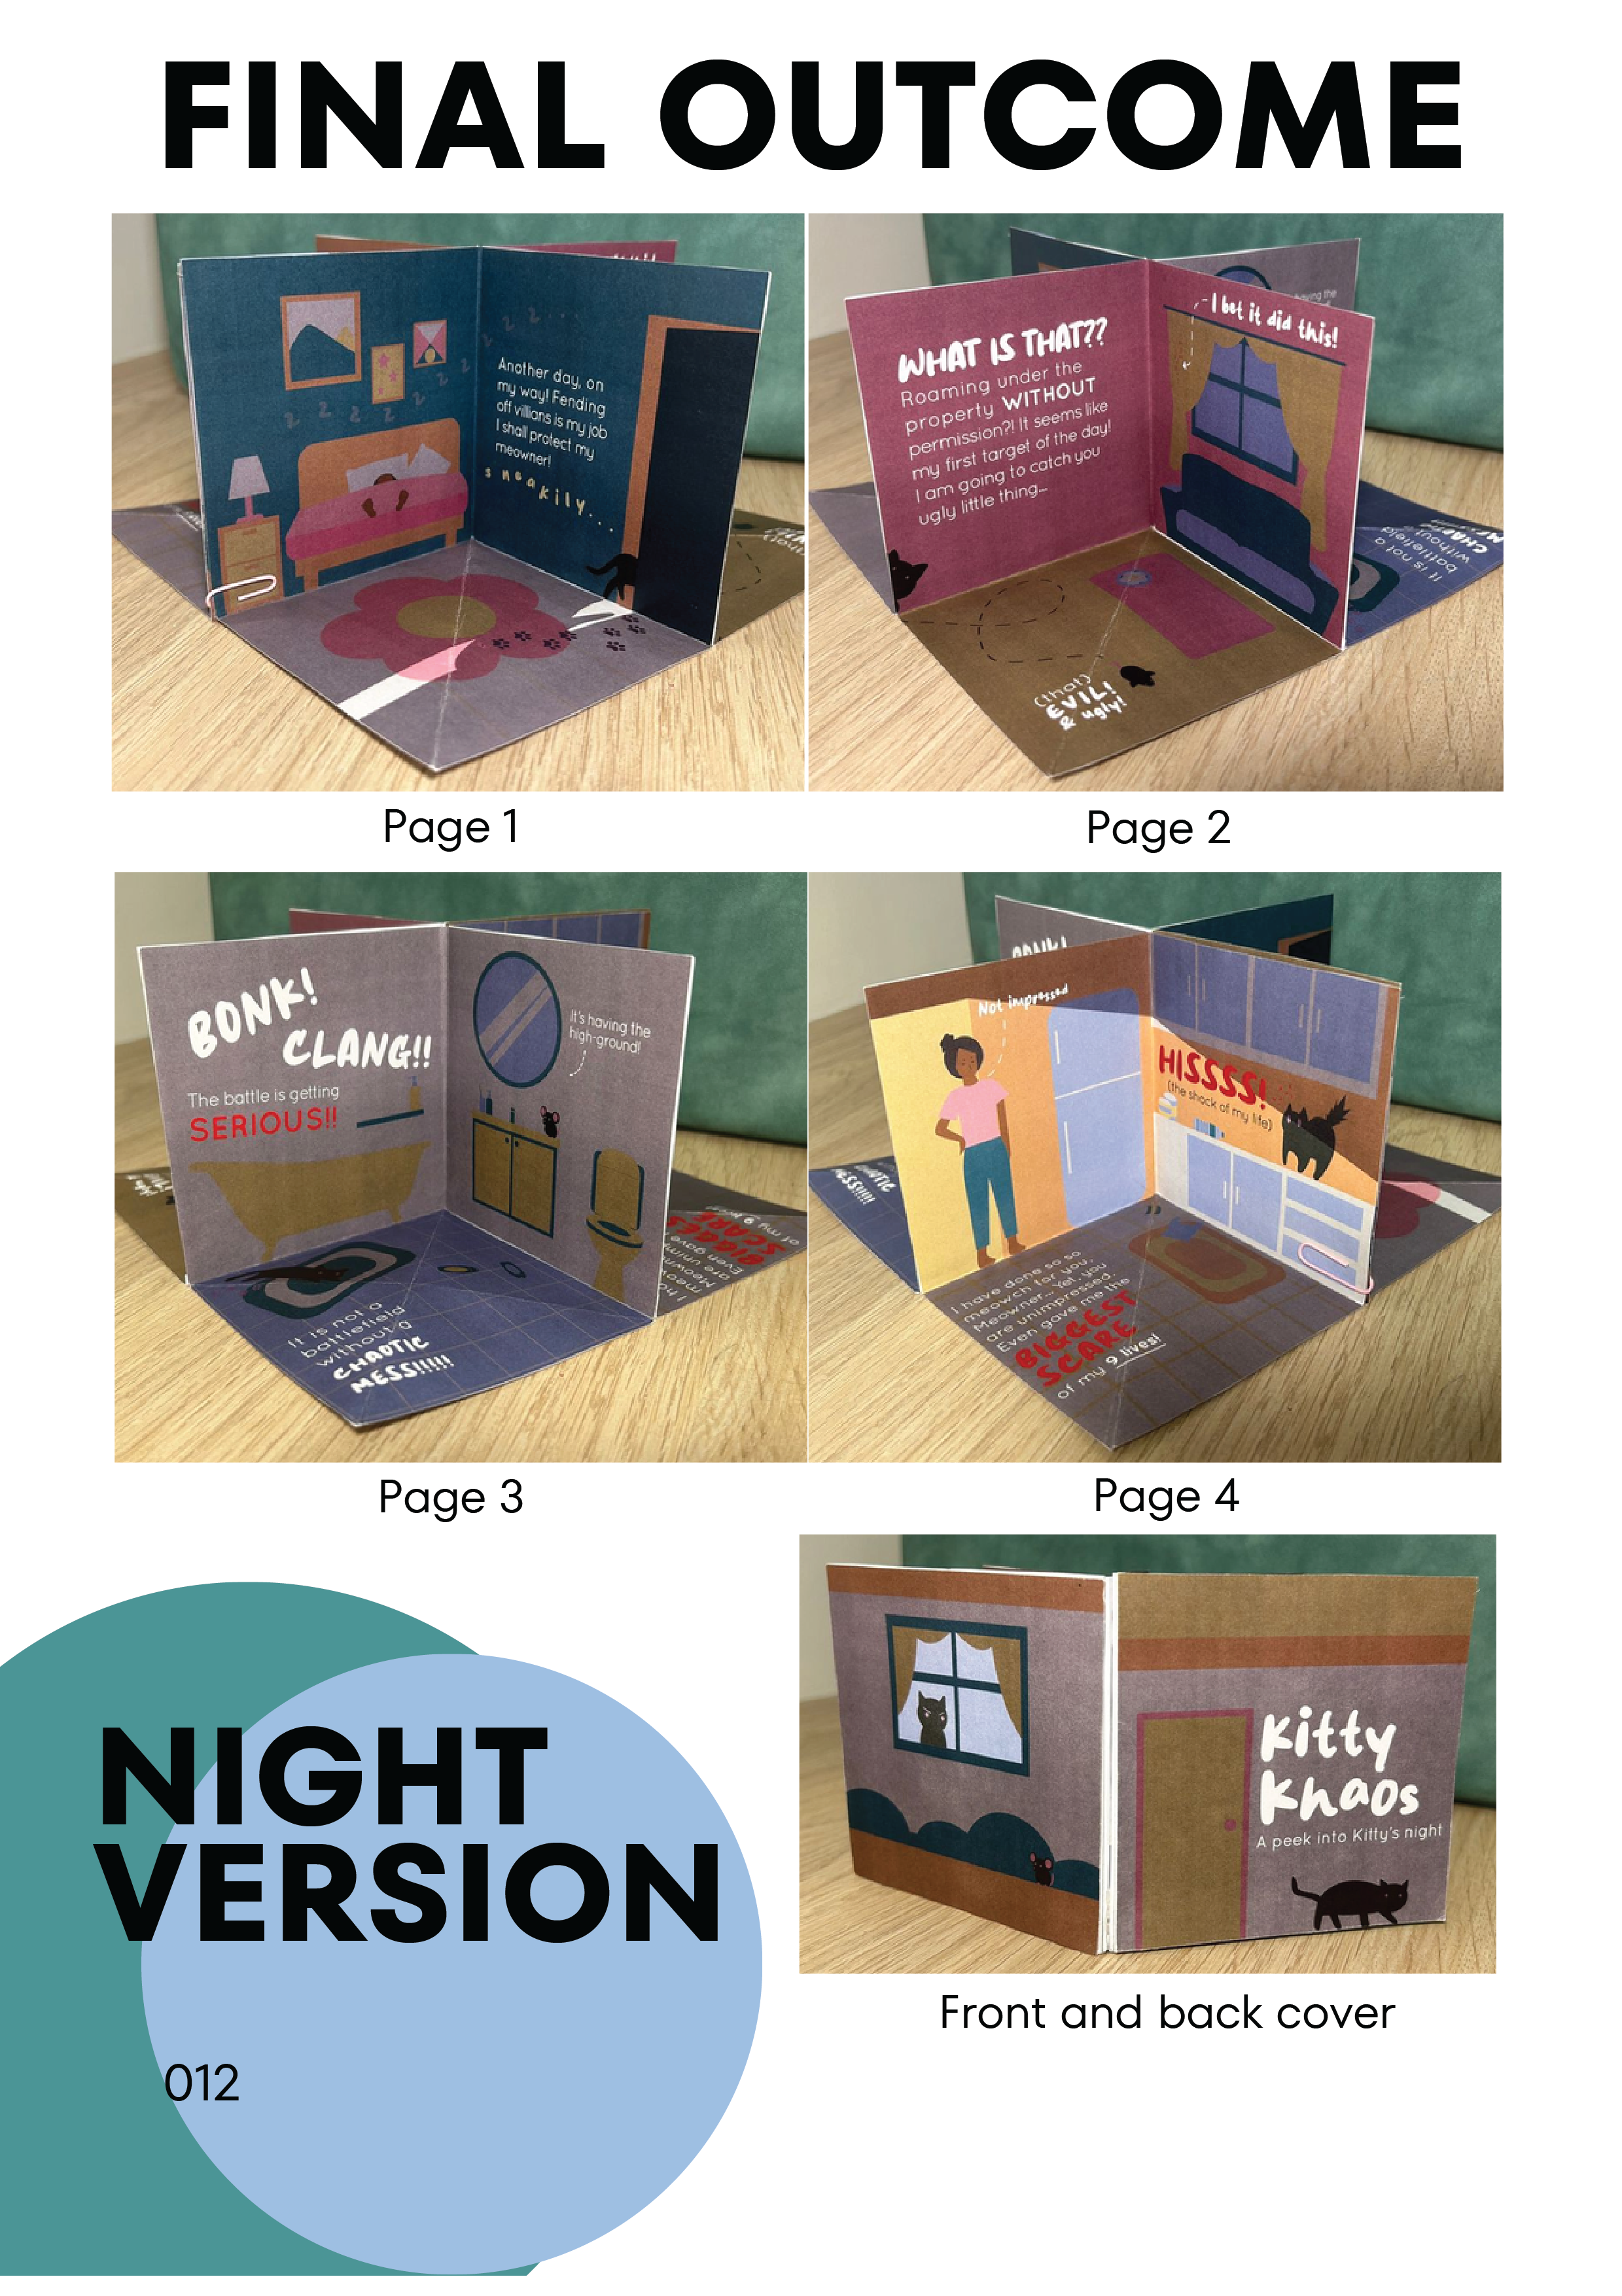 FINAL OUTCOME
Another day, on
my way! Fending
off villians is my job
I shall protect my
meowner!
sneakily...
Page 1
WHAT IS THAT??
Roaming under the
property WITHOUT
permission?! It seems like
my first target of the day!
I am going to catch you
ugly little thing...
I bet it did this!
(that)
EVIL!
& ugly!
Page 2
BONK!
CLANG!!
The battle is getting
SERIOUS!!
It's having the
high-ground!
It is not a
battlefield
without a
CHAOTIC
MESS!!!!!
Page 3
Not impressed
HISSSS!
(the shock of my life)
I have done so so
meowch for you,
Meowner... Yet, you
are unimpressed.
Even gave me the
BIGGEST
SCARE
of my 9 lives!
Page 4
Kitty
Khaos
A peek into Kitty's night
Front and back cover
NIGHT
VERSION
012